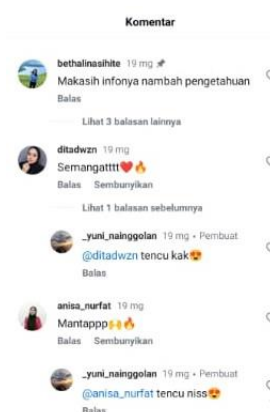 Komentar
bethalinasihite 19 mg 📌
Makasih infonya nambah pengetahuan
Balas
Lihat 3 balasan lainnya
ditadwzn 19 mg
Semangatttt❤️🔥
Balas Sembunyikan
Lihat 1 balasan sebelumnya
_yuni_nainggolan 19 mg • Pembuat
@ditadwzn tencu kak😍
Balas
anisa_nurfat 19 mg
Mantappp🙌🔥
Balas Sembunyikan
_yuni_nainggolan 19 mg • Pembuat
@anisa_nurfat tencu niss😍
Balas